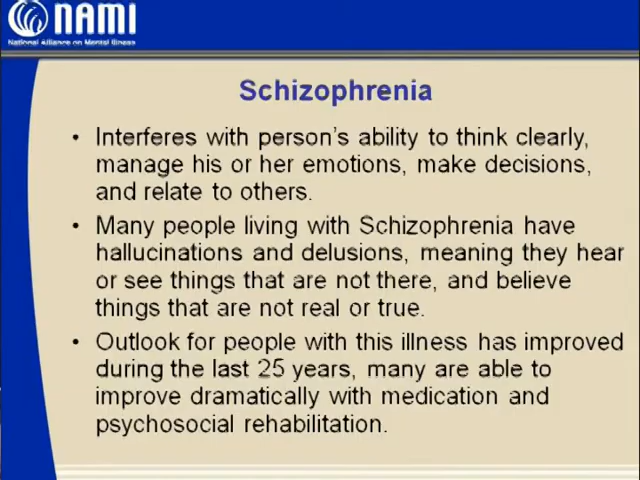 NAMI
National Alliance on Mental Illness
Schizophrenia
• Interferes with person's ability to think clearly,
manage his or her emotions, make decisions,
and relate to others.
• Many people living with Schizophrenia have
hallucinations and delusions, meaning they hear
or see things that are not there, and believe
things that are not real or true.
• Outlook for people with this illness has improved
during the last 25 years, many are able to
improve dramatically with medication and
psychosocial rehabilitation.